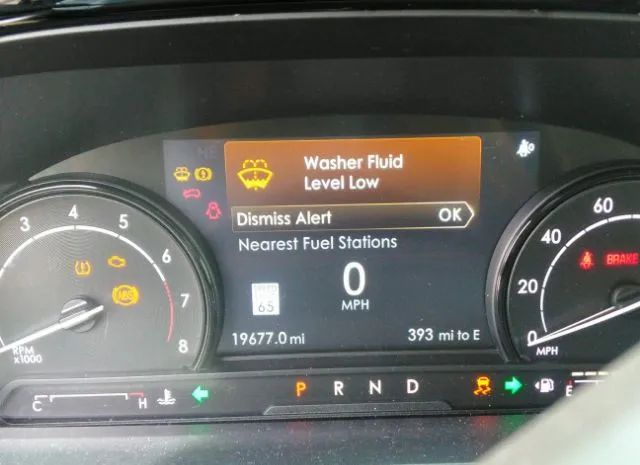 Washer Fluid
Level Low
Dismiss Alert OK
Nearest Fuel Stations
0
MPH
65
19677.0 mi 393 mi to E
3 4 5 6 7 8
ABS
RPM
x1000
0 20 40 60
BRAKE
MPH
C H
P R N D
E